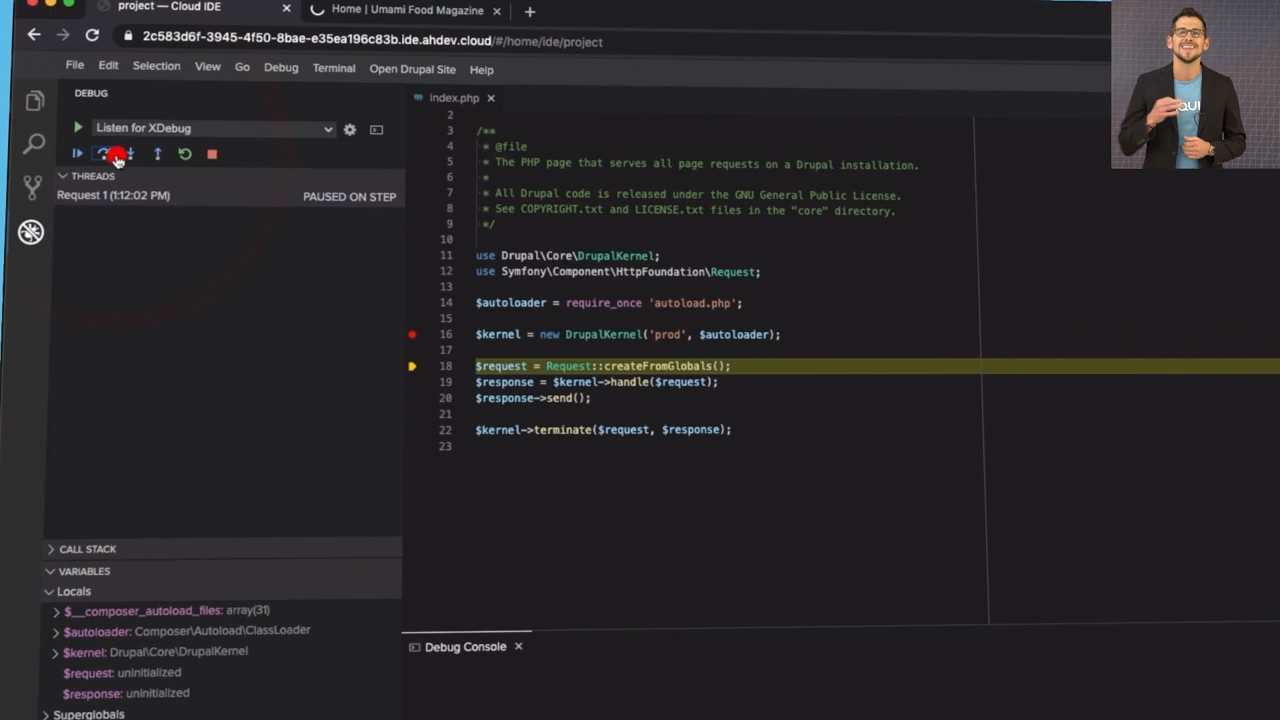 project — Cloud IDE
Home | Umami Food Magazine
2c583d6f-3945-4f50-8bae-e35ea196c83b.ide.ahdev.cloud/#/home/ide/project
File Edit Selection View Go Debug Terminal Open Drupal Site Help
DEBUG
Listen for XDebug
THREADS
Request 1 (1:12:02 PM) PAUSED ON STEP
CALL STACK
VARIABLES
Locals
$__composer_autoload_files: array(31)
$autoloader: Composer\Autoload\ClassLoader
$kernel: Drupal\Core\DrupalKernel
$request: uninitialized
$response: uninitialized
Superglobals
index.php
2
3 /**
4 * @file
5 * The PHP page that serves all page requests on a Drupal installation.
6 *
7 * All Drupal code is released under the GNU General Public License.
8 * See COPYRIGHT.txt and LICENSE.txt files in the "core" directory.
9 */
10
11 use Drupal\Core\DrupalKernel;
12 use Symfony\Component\HttpFoundation\Request;
13
14 $autoloader = require_once 'autoload.php';
15
16 $kernel = new DrupalKernel('prod', $autoloader);
17
18 $request = Request::createFromGlobals();
19 $response = $kernel->handle($request);
20 $response->send();
21
22 $kernel->terminate($request, $response);
23
Debug Console